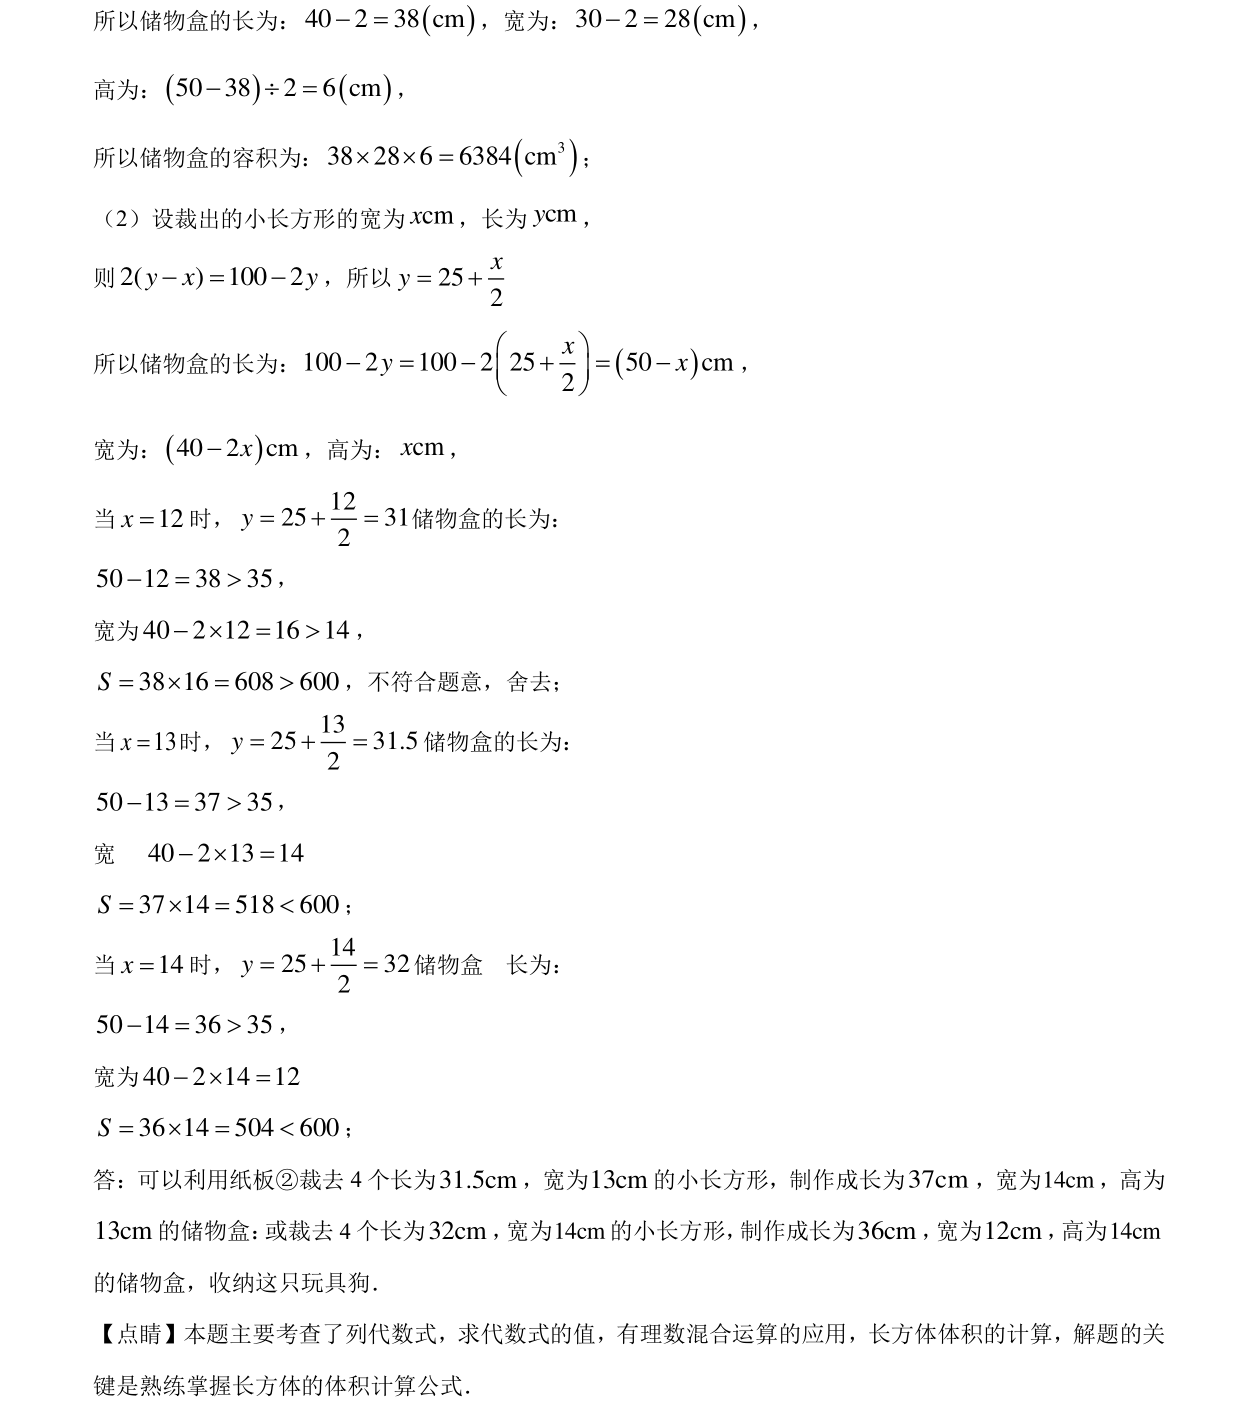 所以储物盒的长为：40−2=38(cm)，宽为：30−2=28(cm)，
高为：(50−38)÷2=6(cm)，
所以储物盒的容积为：38×28×6=6384(cm³)；
（2）设裁出的小长方形的宽为xcm，长为ycm，
则2(y−x)=100−2y，所以y=25+x/2
所以储物盒的长为：100−2y=100−2(25+x/2)=(50−x)cm，
宽为：(40−2x)cm，高为：xcm，
当x=12时，y=25+12/2=31储物盒的长为：
50−12=38>35，
宽为40−2×12=16>14，
S=38×16=608>600，不符合题意，舍去；
当x=13时，y=25+13/2=31.5储物盒的长为：
50−13=37>35，
宽 40−2×13=14
S=37×14=518<600；
当x=14时，y=25+14/2=32储物盒 长为：
50−14=36>35，
宽为40−2×14=12
S=36×14=504<600；
答：可以利用纸板②裁去4个长为31.5cm，宽为13cm的小长方形，制作成长为37cm，宽为14cm，高为
13cm的储物盒：或裁去4个长为32cm，宽为14cm的小长方形，制作成长为36cm，宽为12cm，高为14cm
的储物盒，收纳这只玩具狗．
【点睛】本题主要考查了列代数式，求代数式的值，有理数混合运算的应用，长方体体积的计算，解题的关
键是熟练掌握长方体的体积计算公式．